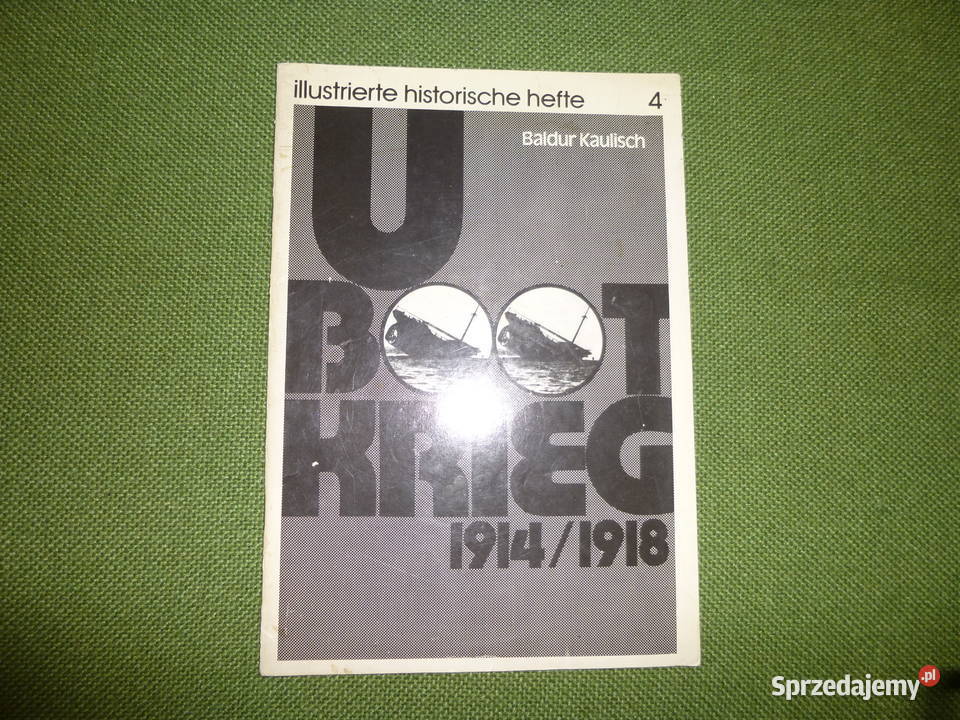 illustrierte historische hefte 4
Baldur Kaulisch
U
BOOT
KRIEG
1914/1918
Sprzedajemy.pl